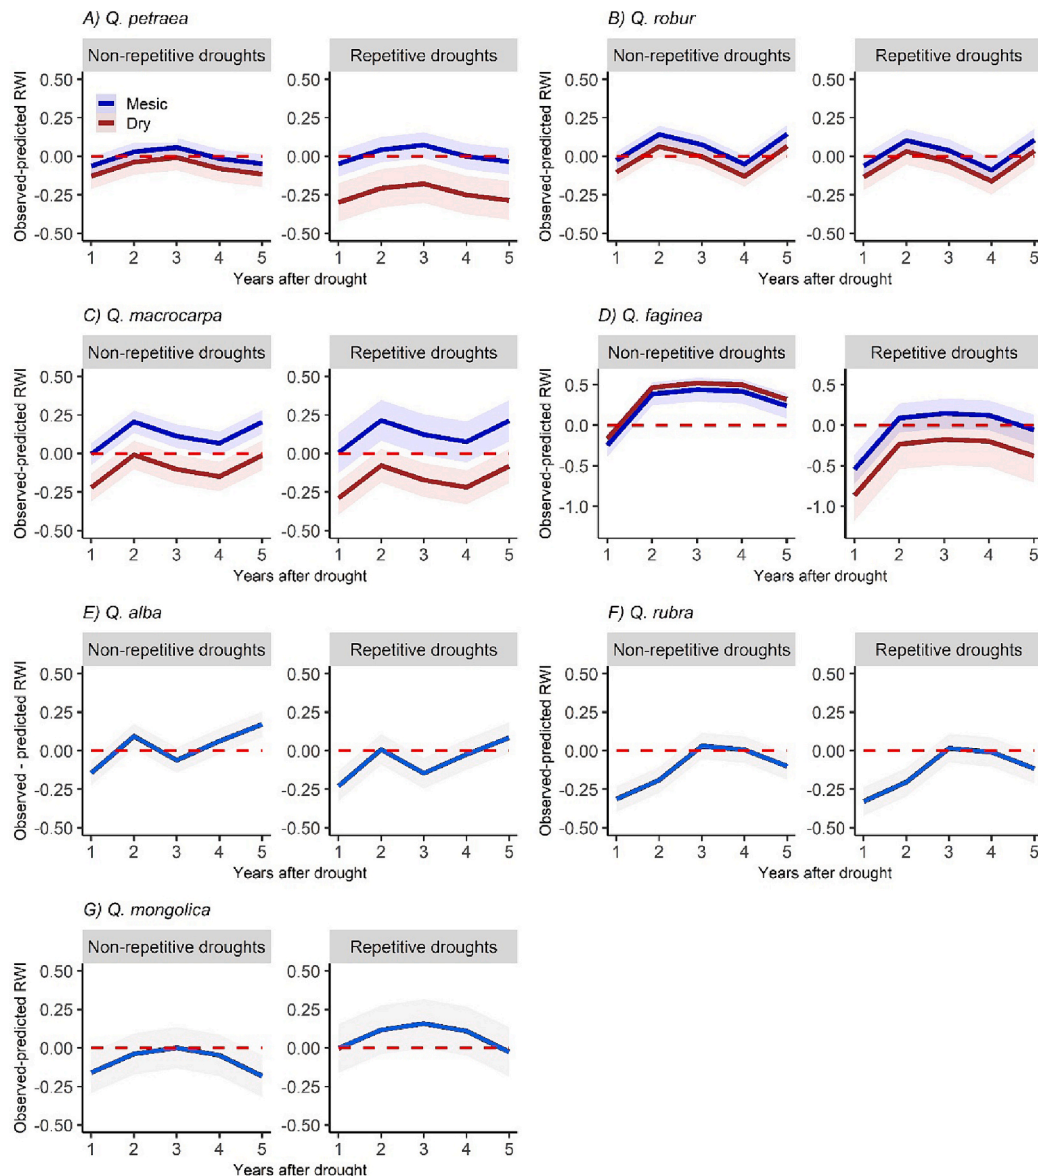 A) Q. petraea
B) Q. robur
Non-repetitive droughts
Repetitive droughts
Non-repetitive droughts
Repetitive droughts
Observed-predicted RWI
0.50
0.25
0.00
-0.25
-0.50
Mesic
Dry
0.50
0.25
0.00
-0.25
-0.50
Observed-predicted RWI
0.50
0.25
0.00
-0.25
-0.50
0.50
0.25
0.00
-0.25
-0.50
1 2 3 4 5
1 2 3 4 5
1 2 3 4 5
1 2 3 4 5
Years after drought
Years after drought
C) Q. macrocarpa
D) Q. faginea
Non-repetitive droughts
Repetitive droughts
Non-repetitive droughts
Repetitive droughts
Observed-predicted RWI
0.50
0.25
0.00
-0.25
-0.50
0.50
0.25
0.00
-0.25
-0.50
Observed-predicted RWI
0.5
0.0
-0.5
-1.0
0.5
0.0
-0.5
-1.0
1 2 3 4 5
1 2 3 4 5
1 2 3 4 5
1 2 3 4 5
Years after drought
Years after drought
E) Q. alba
F) Q. rubra
Non-repetitive droughts
Repetitive droughts
Non-repetitive droughts
Repetitive droughts
Observed - predicted RWI
0.50
0.25
0.00
-0.25
-0.50
0.50
0.25
0.00
-0.25
-0.50
Observed-predicted RWI
0.50
0.25
0.00
-0.25
-0.50
0.50
0.25
0.00
-0.25
-0.50
1 2 3 4 5
1 2 3 4 5
1 2 3 4 5
1 2 3 4 5
Years after drought
Years after drought
G) Q. mongolica
Non-repetitive droughts
Repetitive droughts
Observed-predicted RWI
0.50
0.25
0.00
-0.25
-0.50
0.50
0.25
0.00
-0.25
-0.50
1 2 3 4 5
1 2 3 4 5
Years after drought